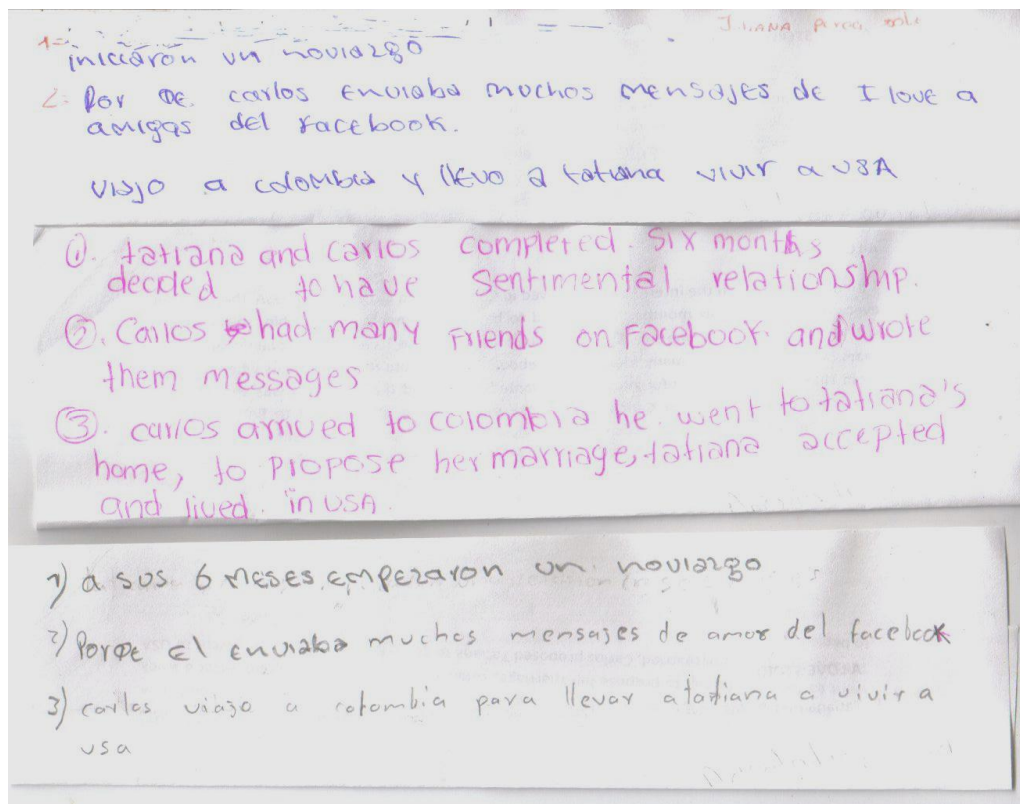 1=
iniciaron un noviazgo
2= Por qe. carlos enviaba muchos mensajes de I love a
amigas del facebook.
viajo a colombia y llevo a tatiana vivir a USA
①. tatiana and carlos completed. six months
decided to have sentimental relationship.
②. Carlos had many Friends on Facebook. and wrote
them messages
③. carlos arrived to colombia he went to tatiana's
home, to propose her marriage, tatiana accepted
and lived. in USA.
1) a sus 6 meses empezaron un noviazgo
2) Porqe el enviaba muchos mensajes de amor del facebook
3) carlos viajo a colombia para llevar a tatiana a vivir a
usa